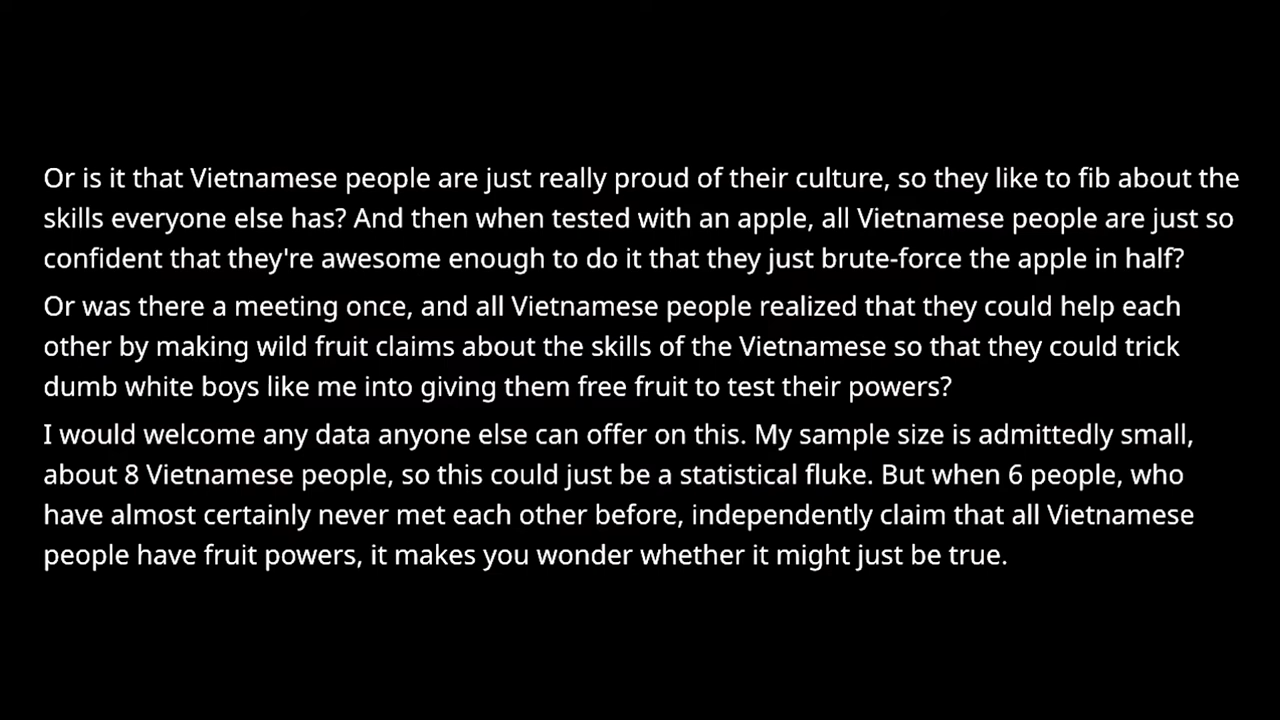 Or is it that Vietnamese people are just really proud of their culture, so they like to fib about the
skills everyone else has? And then when tested with an apple, all Vietnamese people are just so
confident that they're awesome enough to do it that they just brute-force the apple in half?
Or was there a meeting once, and all Vietnamese people realized that they could help each
other by making wild fruit claims about the skills of the Vietnamese so that they could trick
dumb white boys like me into giving them free fruit to test their powers?
I would welcome any data anyone else can offer on this. My sample size is admittedly small,
about 8 Vietnamese people, so this could just be a statistical fluke. But when 6 people, who
have almost certainly never met each other before, independently claim that all Vietnamese
people have fruit powers, it makes you wonder whether it might just be true.